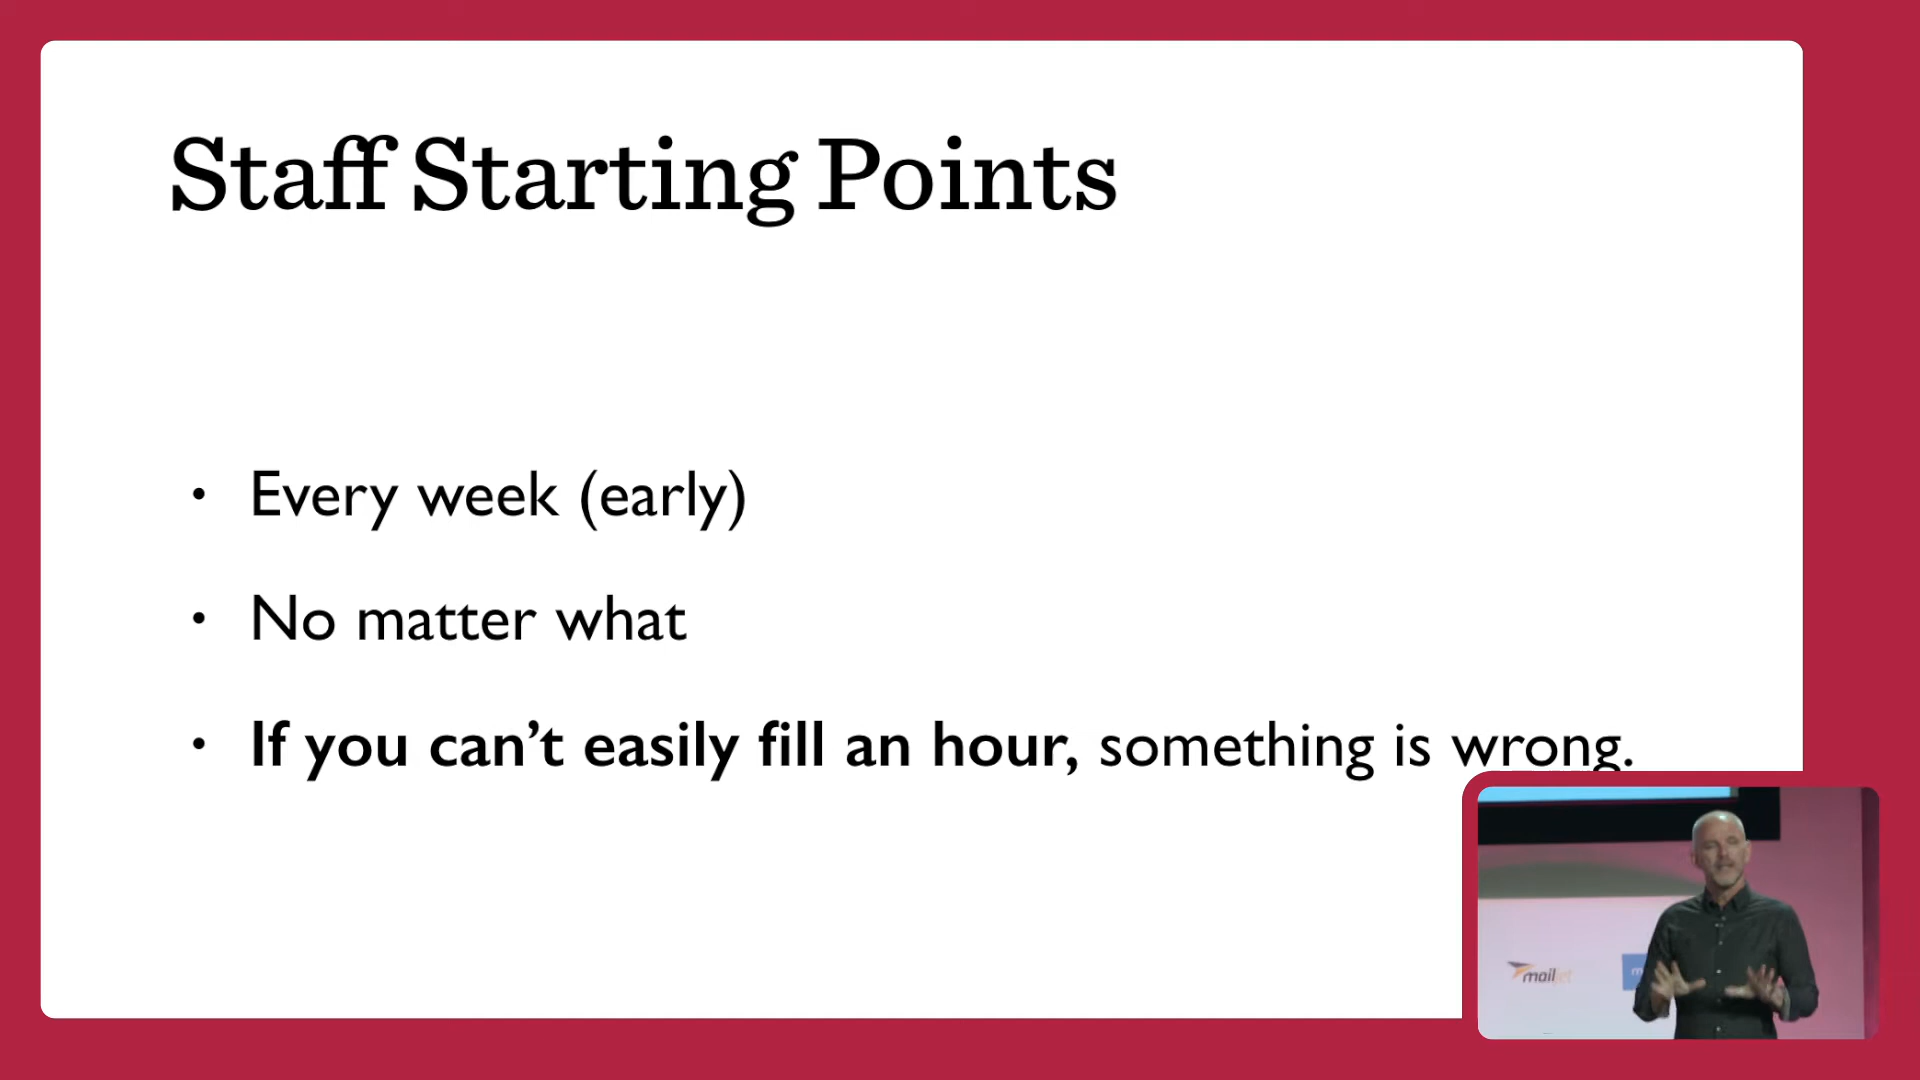 Staff Starting Points
• Every week (early)
• No matter what
• If you can’t easily fill an hour, something is wrong.
mailjet